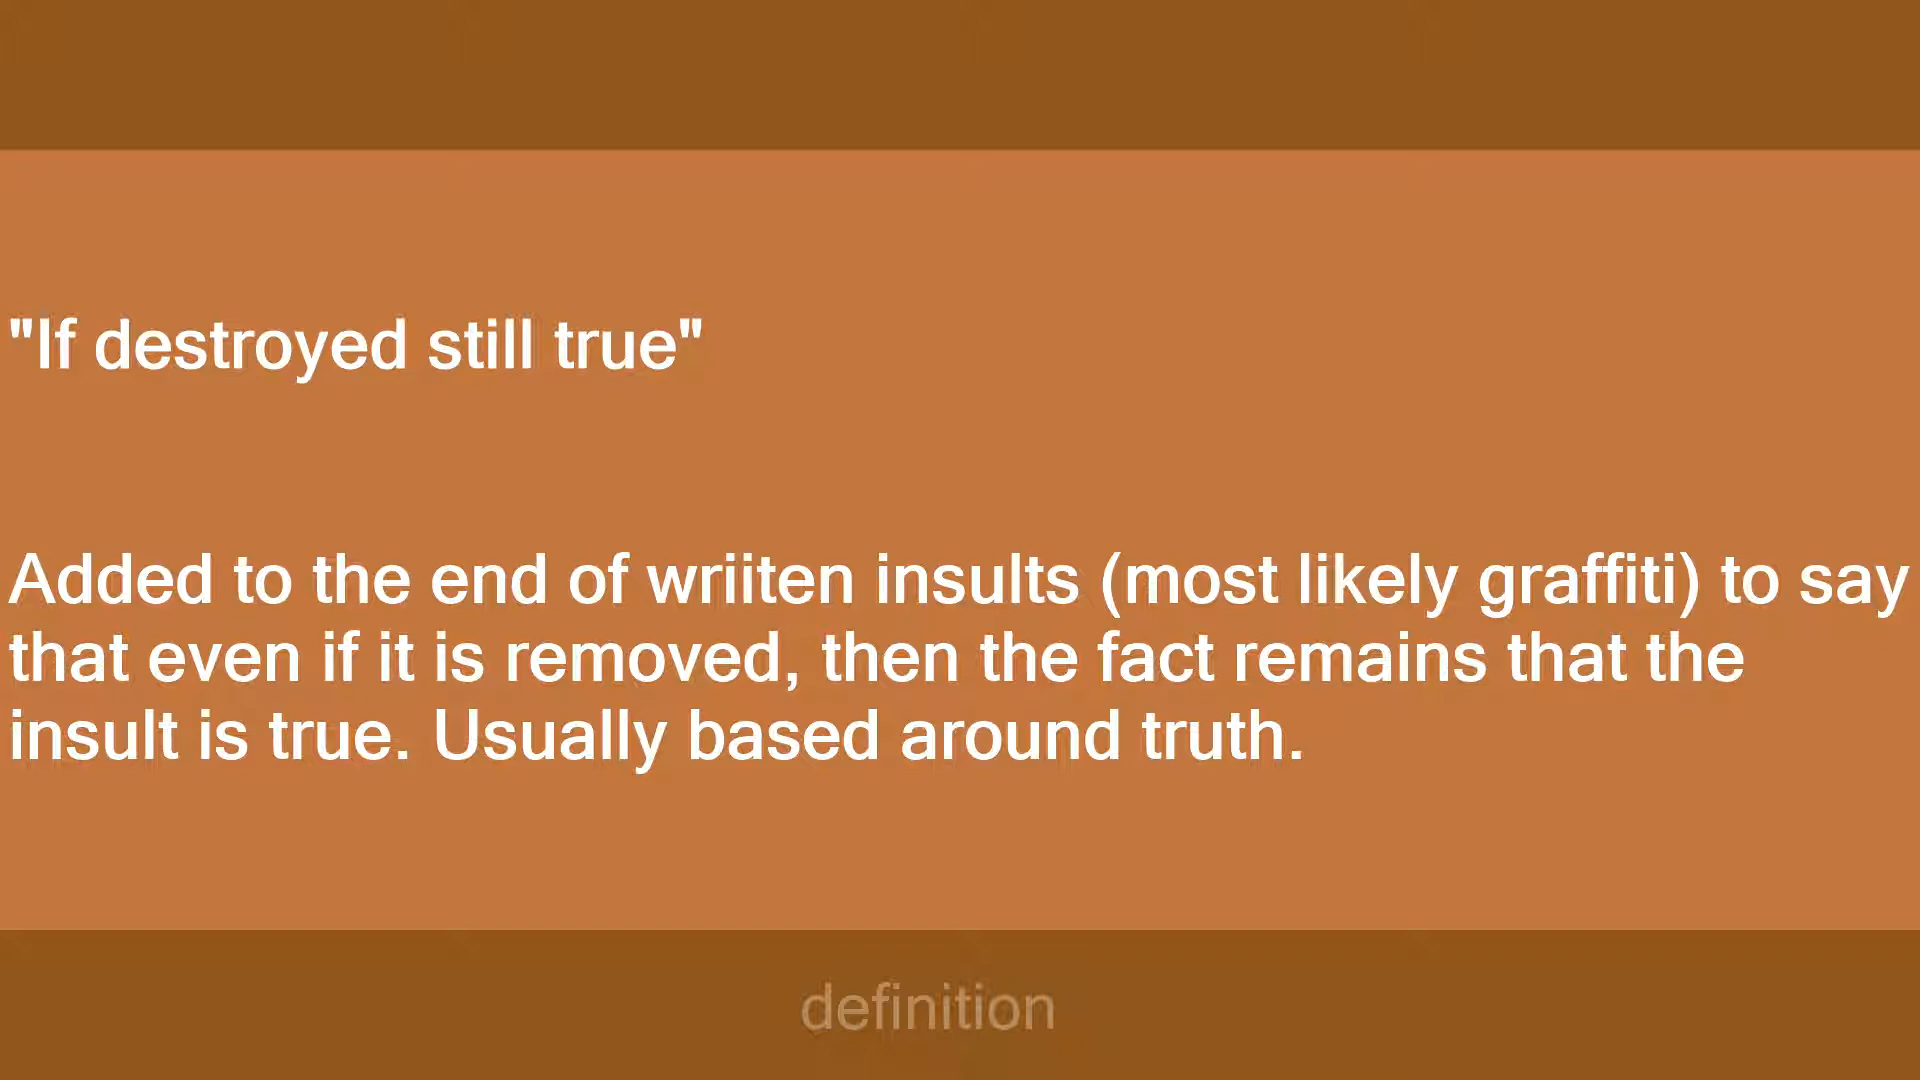 "If destroyed still true"
Added to the end of wriiten insults (most likely graffiti) to say
that even if it is removed, then the fact remains that the
insult is true. Usually based around truth.
definition